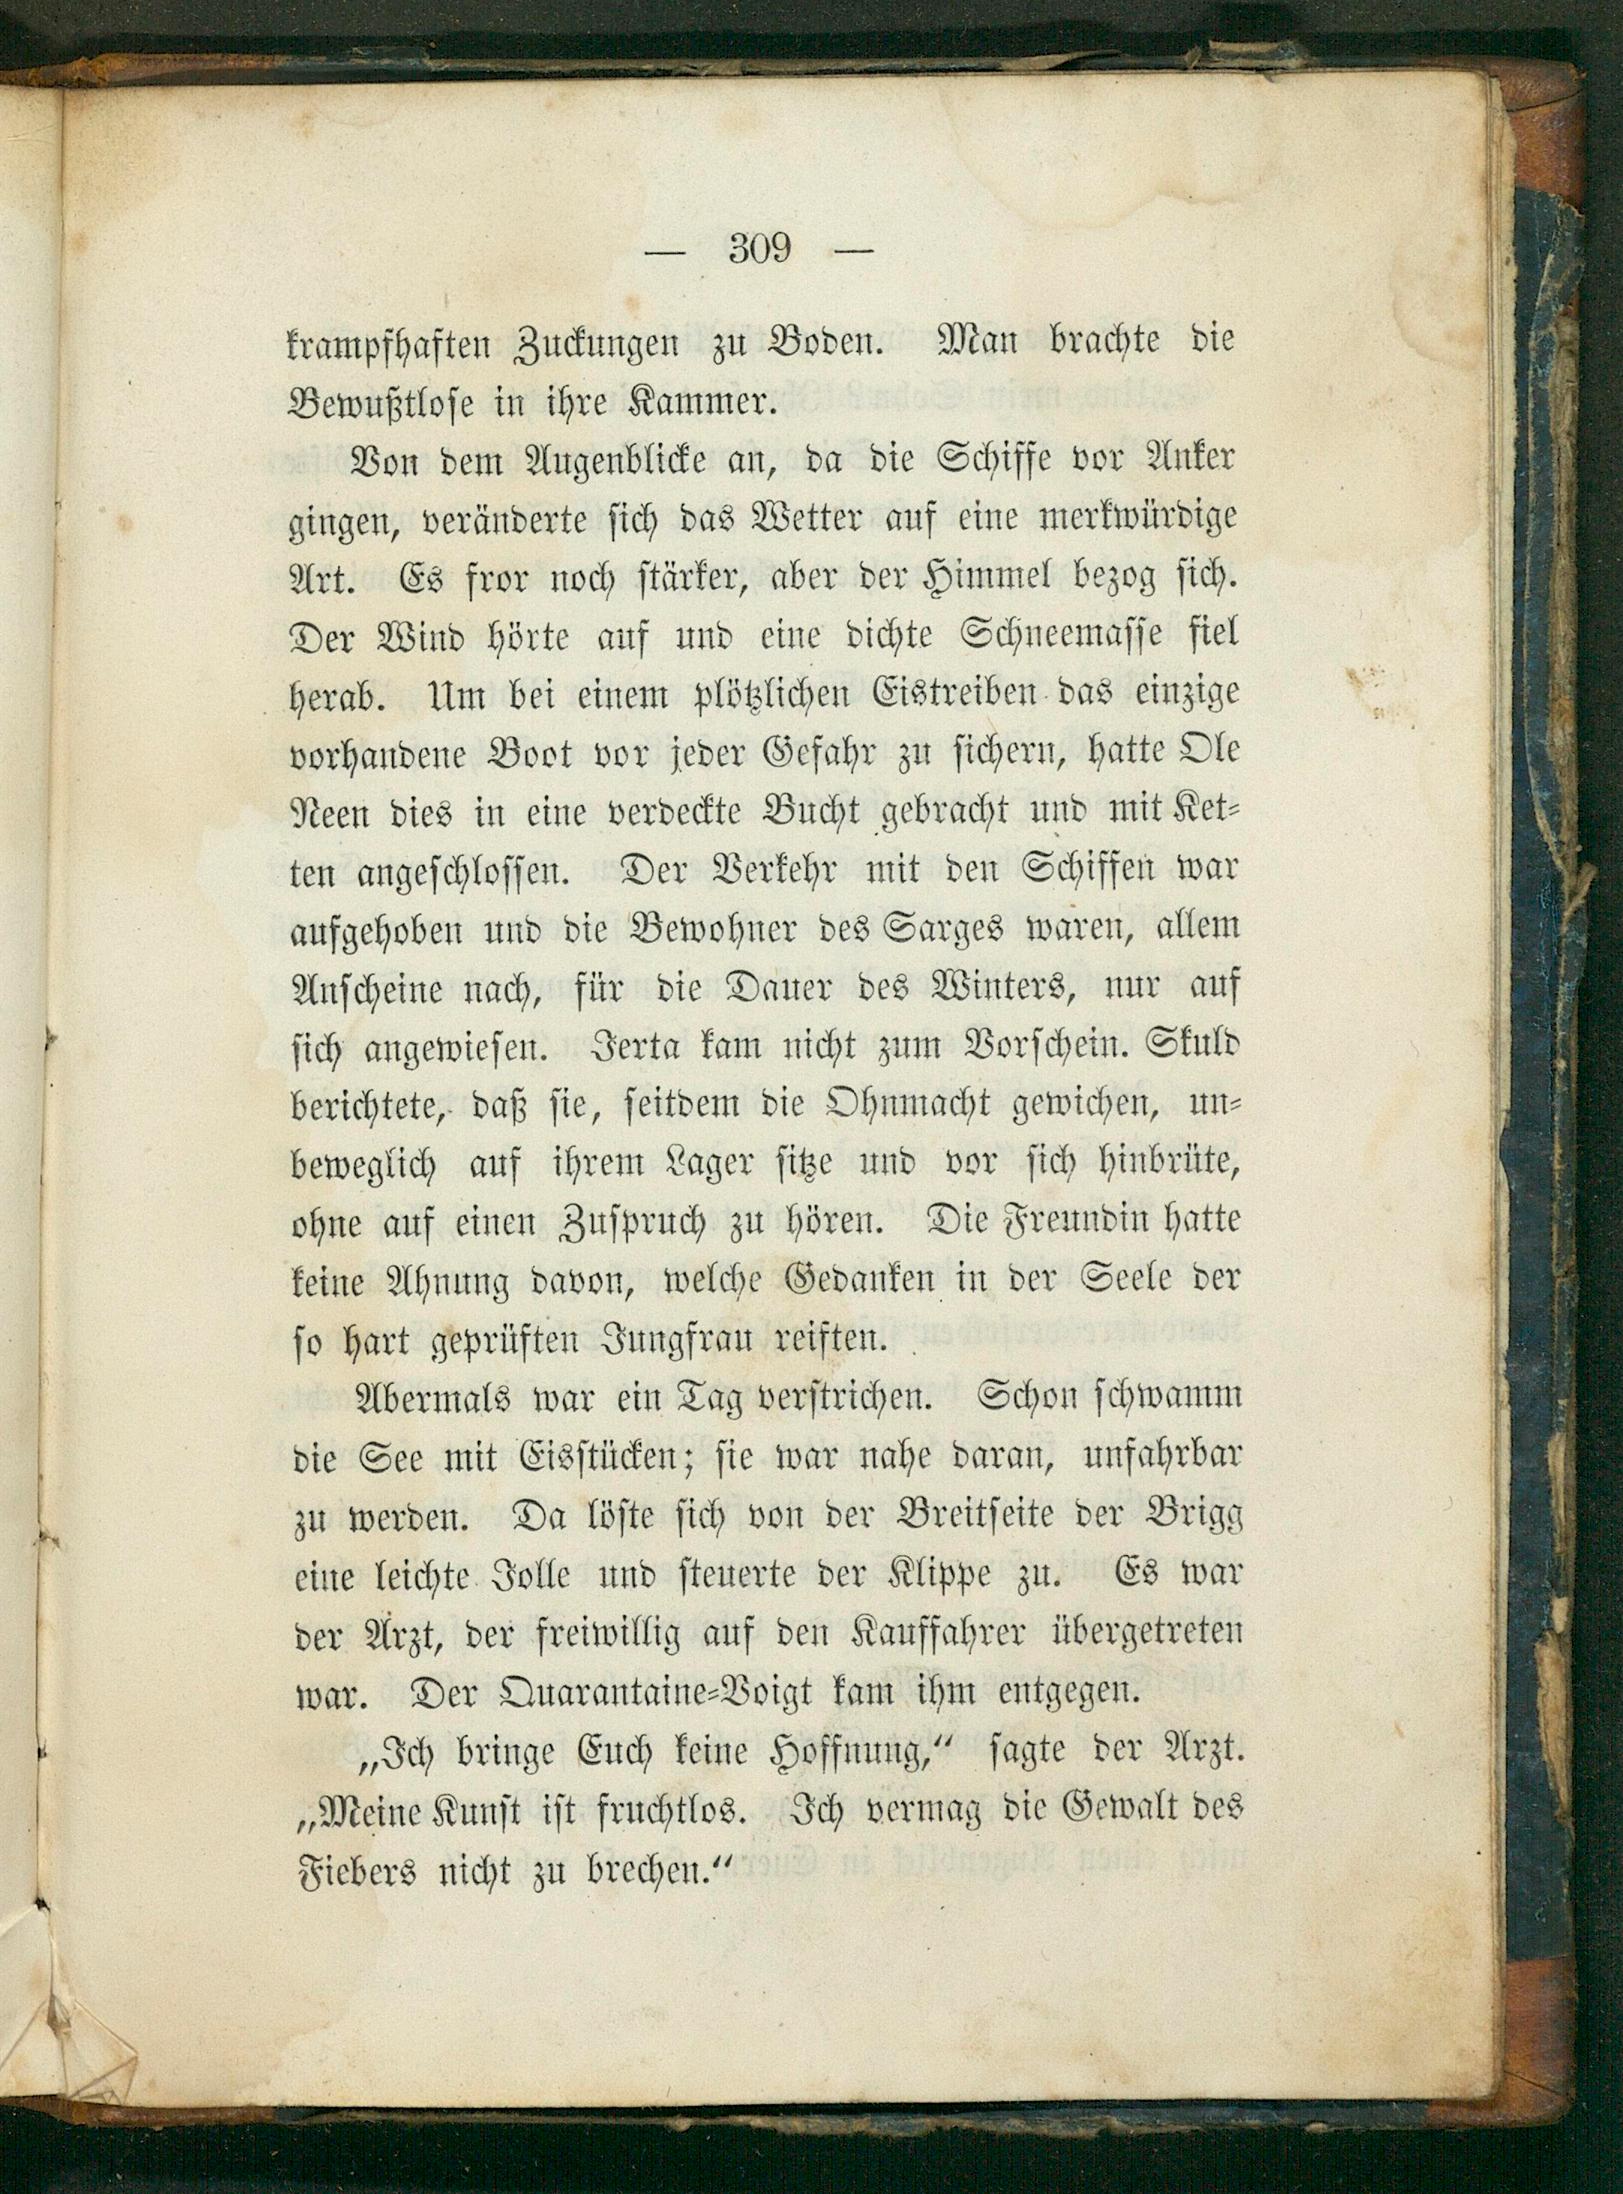 — 309 —
krampfhaften Zuckungen zu Boden. Man brachte die
Bewußtlose in ihre Kammer.
Von dem Augenblicke an, da die Schiffe vor Anker
gingen, veränderte sich das Wetter auf eine merkwürdige
Art. Es fror noch stärker, aber der Himmel bezog sich.
Der Wind hörte auf und eine dichte Schneemasse fiel
herab. Um bei einem plötzlichen Eistreiben das einzige
vorhandene Boot vor jeder Gefahr zu sichern, hatte Ole
Neen dies in eine verdeckte Bucht gebracht und mit Ket-
ten angeschlossen. Der Verkehr mit den Schiffen war
aufgehoben und die Bewohner des Sarges waren, allem
Anscheine nach, für die Dauer des Winters, nur auf
sich angewiesen. Jerta kam nicht zum Vorschein. Skuld
berichtete, daß sie, seitdem die Ohnmacht gewichen, un-
beweglich auf ihrem Lager sitze und vor sich hinbrüte,
ohne auf einen Zuspruch zu hören. Die Freundin hatte
keine Ahnung davon, welche Gedanken in der Seele der
so hart geprüften Jungfrau reiften.
Abermals war ein Tag verstrichen. Schon schwamm
die See mit Eisstücken; sie war nahe daran, unfahrbar
zu werden. Da löste sich von der Breitseite der Brigg
eine leichte Jolle und steuerte der Klippe zu. Es war
der Arzt, der freiwillig auf den Kauffahrer übergetreten
war. Der Quarantaine-Voigt kam ihm entgegen.
„Ich bringe Euch keine Hoffnung,“ sagte der Arzt.
„Meine Kunst ist fruchtlos. Ich vermag die Gewalt des
Fiebers nicht zu brechen.“